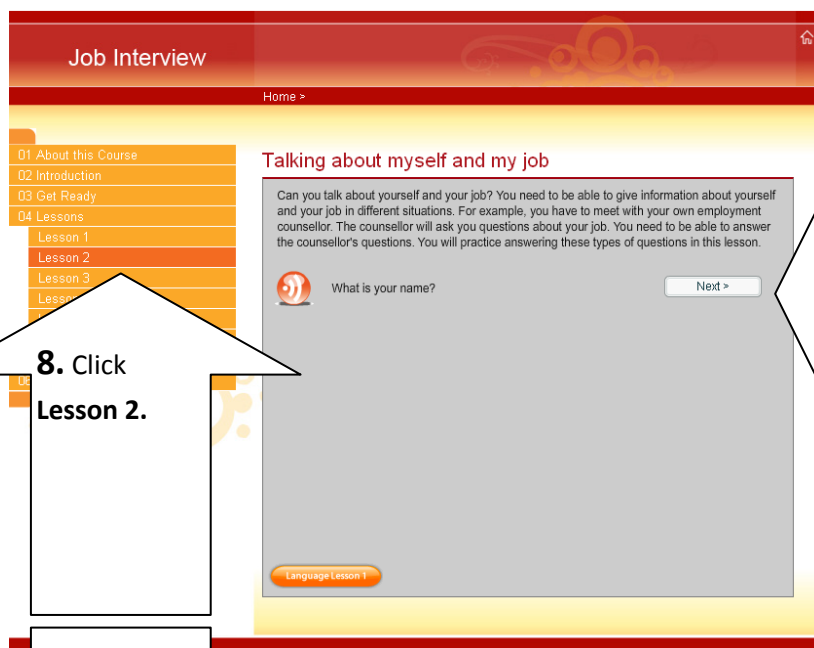 Job Interview
Home >
01 About this Course
02 Introduction
03 Get Ready
04 Lessons
Lesson 1
Lesson 2
Lesson 3
Talking about myself and my job
Can you talk about yourself and your job? You need to be able to give information about yourself
and your job in different situations. For example, you have to meet with your own employment
counsellor. The counsellor will ask you questions about your job. You need to be able to answer
the counsellor's questions. You will practice answering these types of questions in this lesson.
What is your name?
Next >
8. Click
Lesson 2.
Language Lesson 1